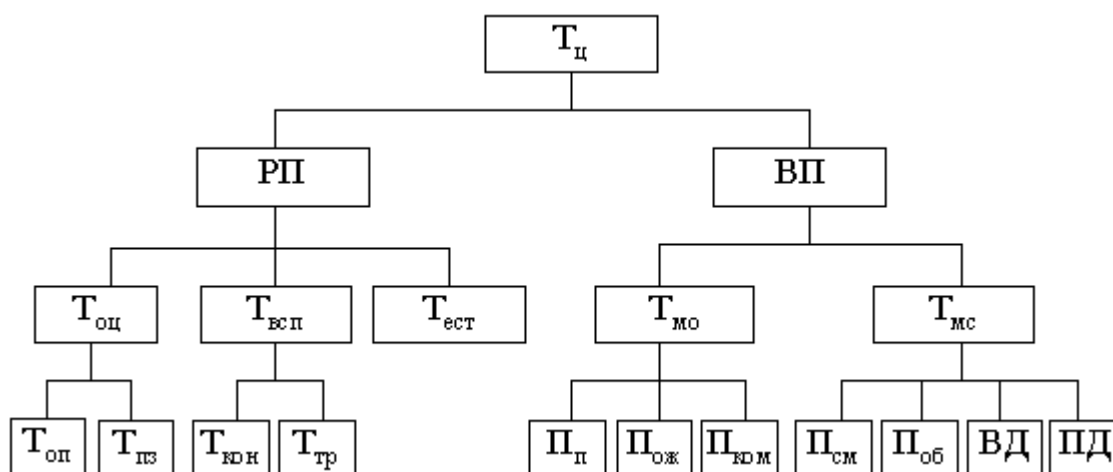 Тц
РП ВП
Тоц Твсп Тест Тмо Тмс
Топ Тпз Ткон Ттр Пп Пож Пком Псм Поб ВД ПД